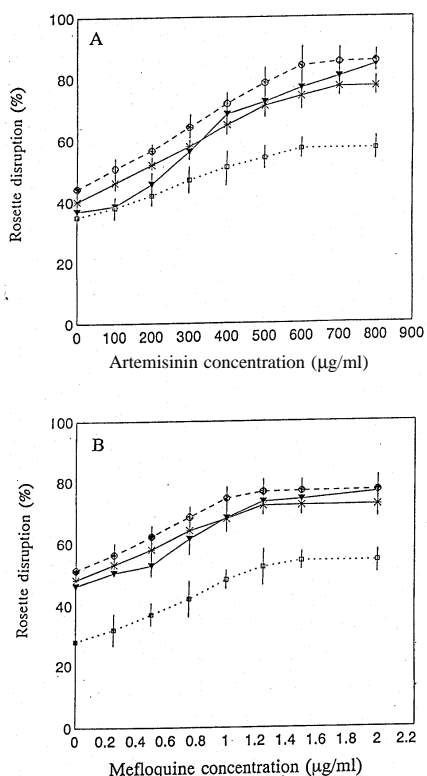 A
Rosette disruption (%)
100
80
60
40
20
0
0 100 200 300 400 500 600 700 800 900
Artemisinin concentration (μg/ml)
B
Rosette disruption (%)
100
80
60
40
20
0
0 0.2 0.4 0.6 0.8 1 1.2 1.4 1.6 1.8 2 2.2
Mefloquine concentration (μg/ml)